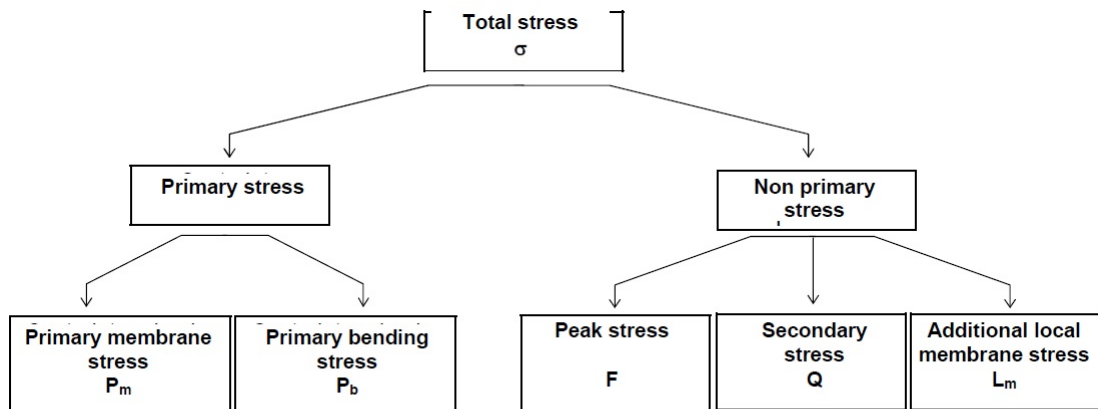 Total stress
σ
Primary stress
Non primary
stress
Primary membrane
stress
Pm
Primary bending
stress
Pb
Peak stress
F
Secondary
stress
Q
Additional local
membrane stress
Lm